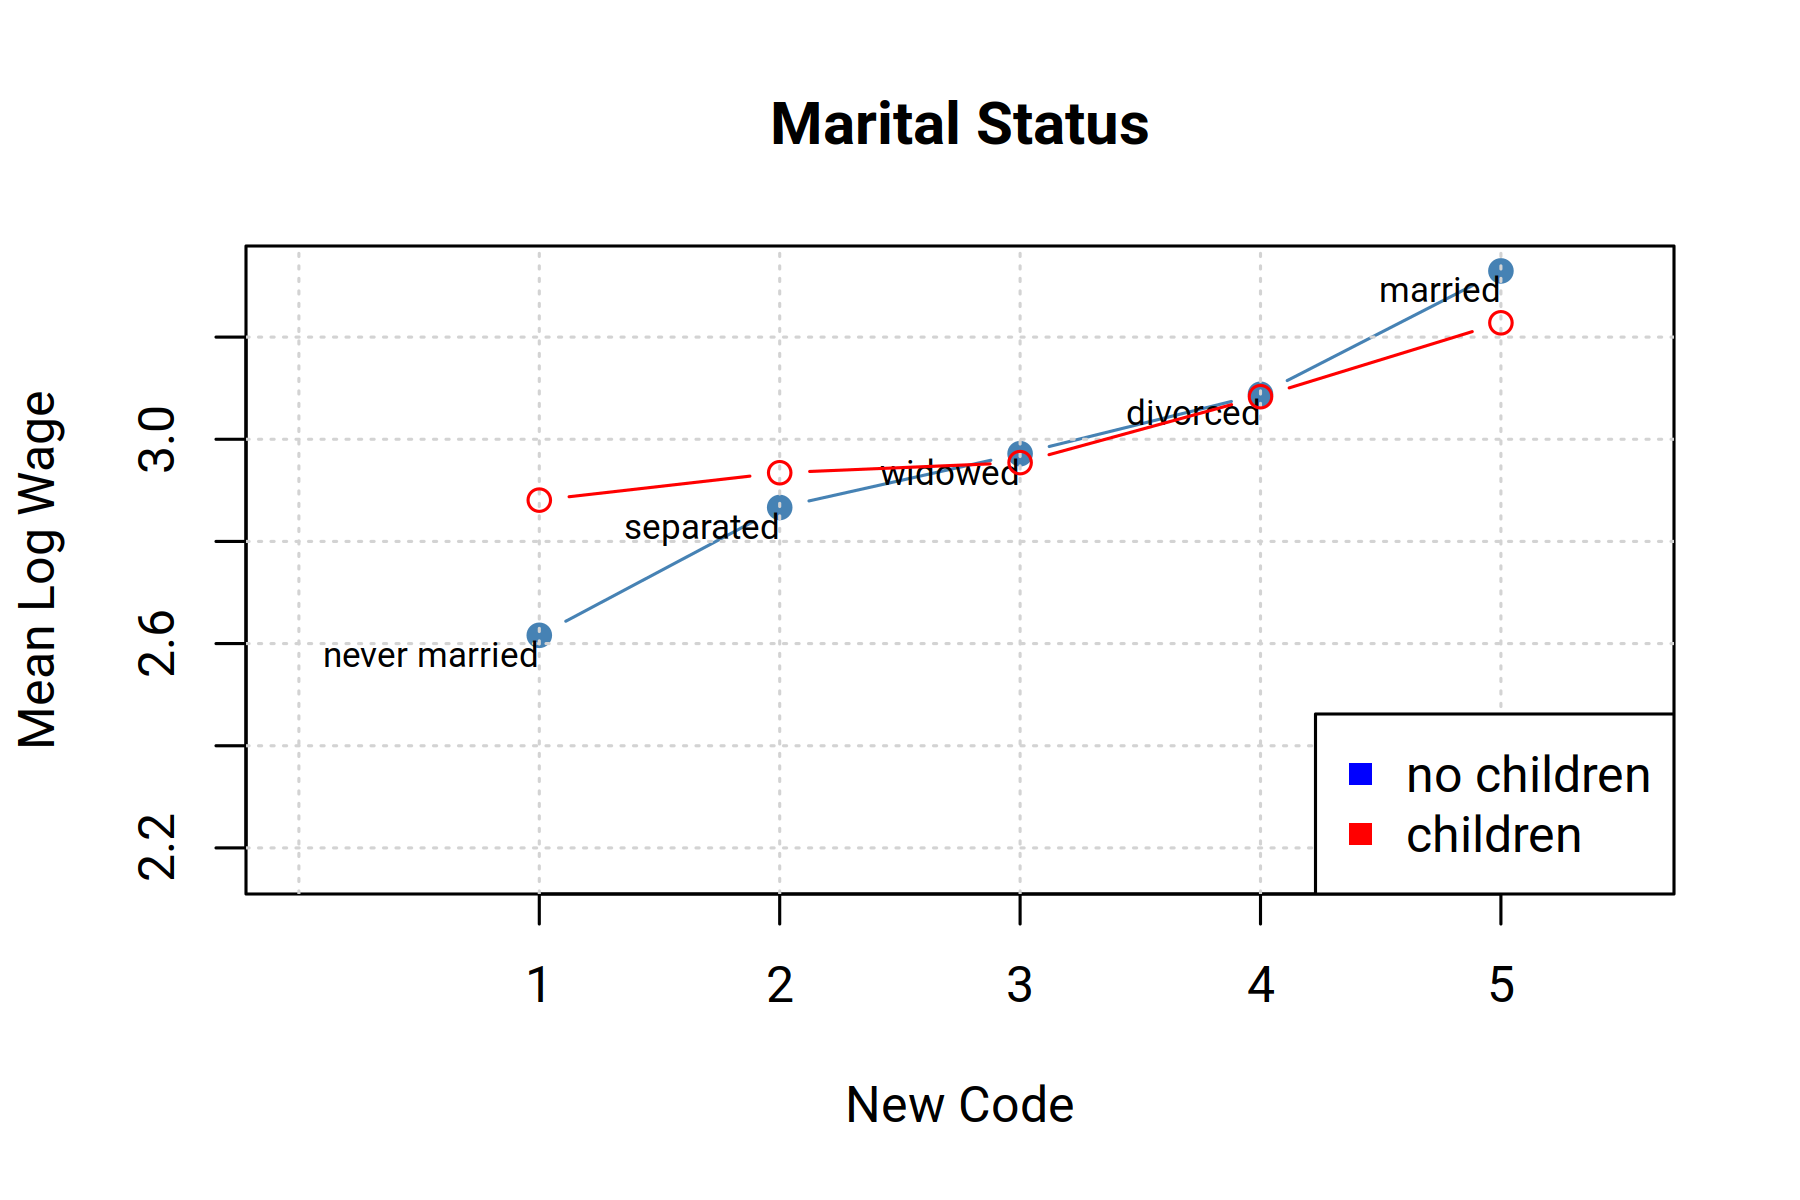 Marital Status
Mean Log Wage
3.0
2.6
2.2
married
divorced
widowed
separated
never married
no children
children
1 2 3 4 5
New Code